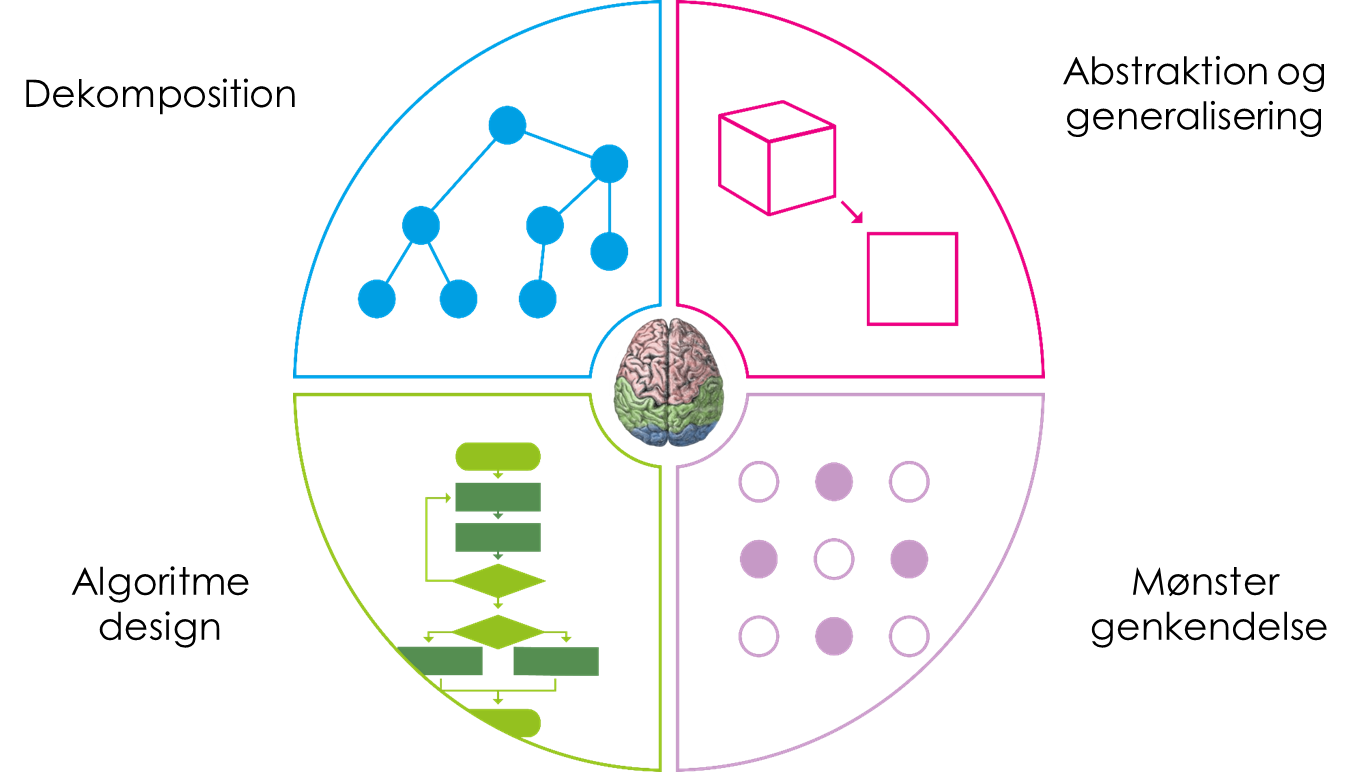 Dekomposition
Abstraktion og
generalisering
Algoritme
design
Mønster
genkendelse